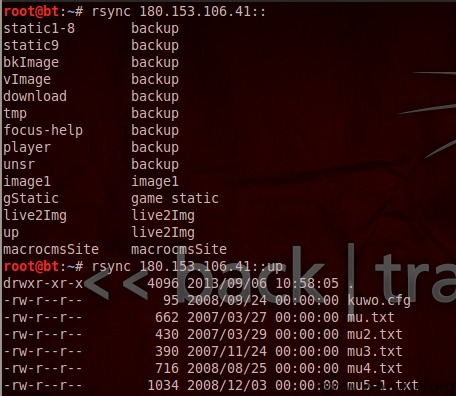 root@bt:~# rsync 180.153.106.41::
static1-8 backup
static9 backup
bkImage backup
vImage backup
download backup
tmp backup
focus-help backup
player backup
unsr backup
image1 image1
gStatic game static
live2Img live2Img
up live2Img
macrocmsSite macrocmsSite
root@bt:~# rsync 180.153.106.41::up
drwxr-xr-x 4096 2013/09/06 10:58:05 .
-rw-r--r-- 95 2008/09/24 00:00:00 kuwo.cfg
-rw-r--r-- 662 2007/03/27 00:00:00 mu.txt
-rw-r--r-- 430 2007/03/29 00:00:00 mu2.txt
-rw-r--r-- 390 2007/11/24 00:00:00 mu3.txt
-rw-r--r-- 716 2008/08/25 00:00:00 mu4.txt
-rw-r--r-- 1034 2008/12/03 00:00:00 mu5-1.txt
<< back | tra